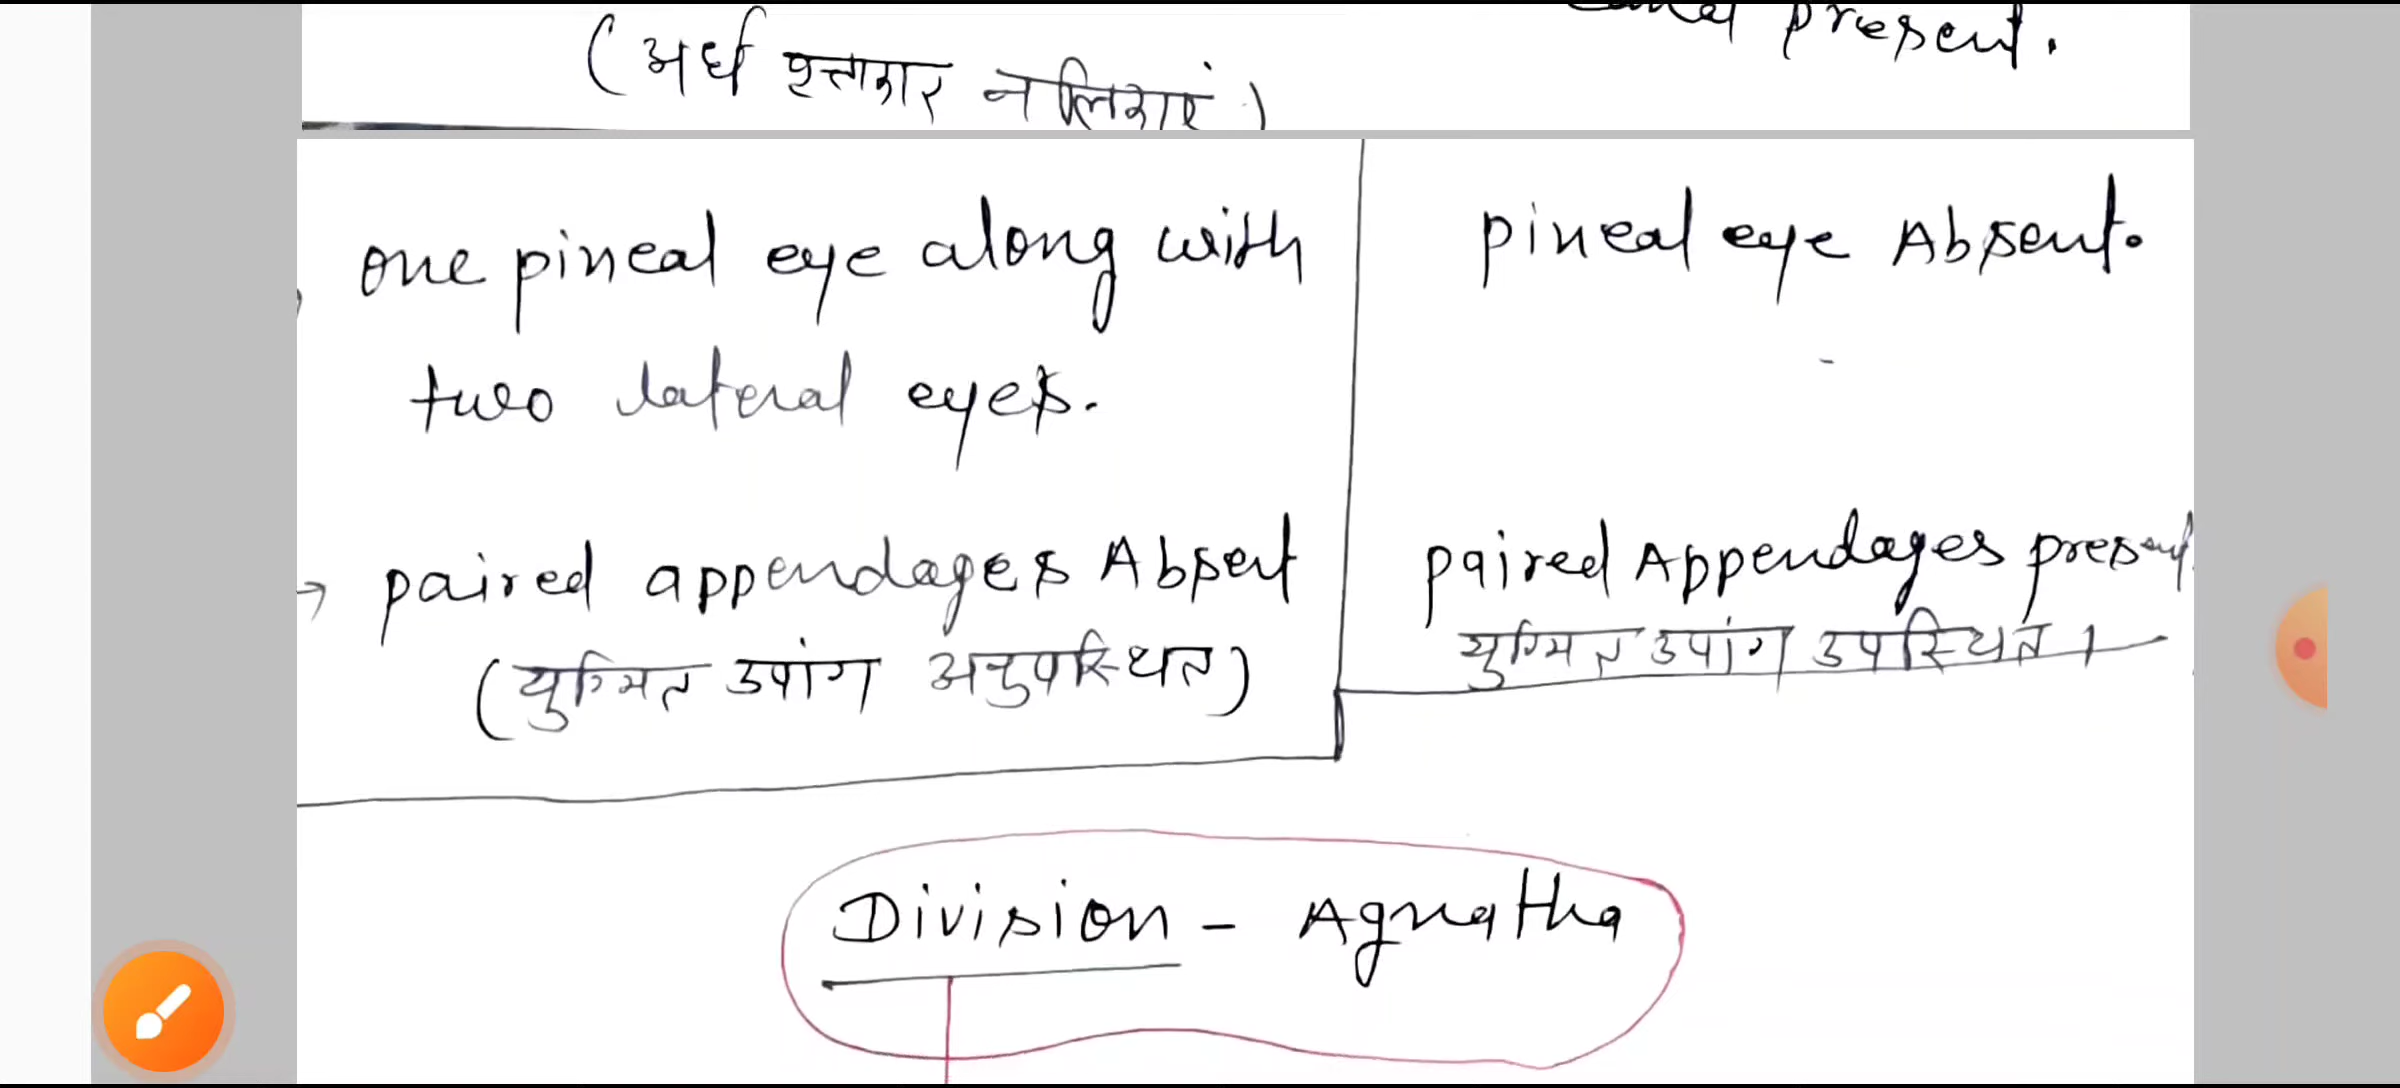 present.
(अर्ध वृत्ताकार नलिकाएं)
one pineal eye along with
two lateral eyes.
pineal eye Absent.
→ paired appendages Absent
(युग्मित उपांग अनुपस्थित)
paired Appendages present
युग्मित उपांग उपस्थित।
Division - Agnatha